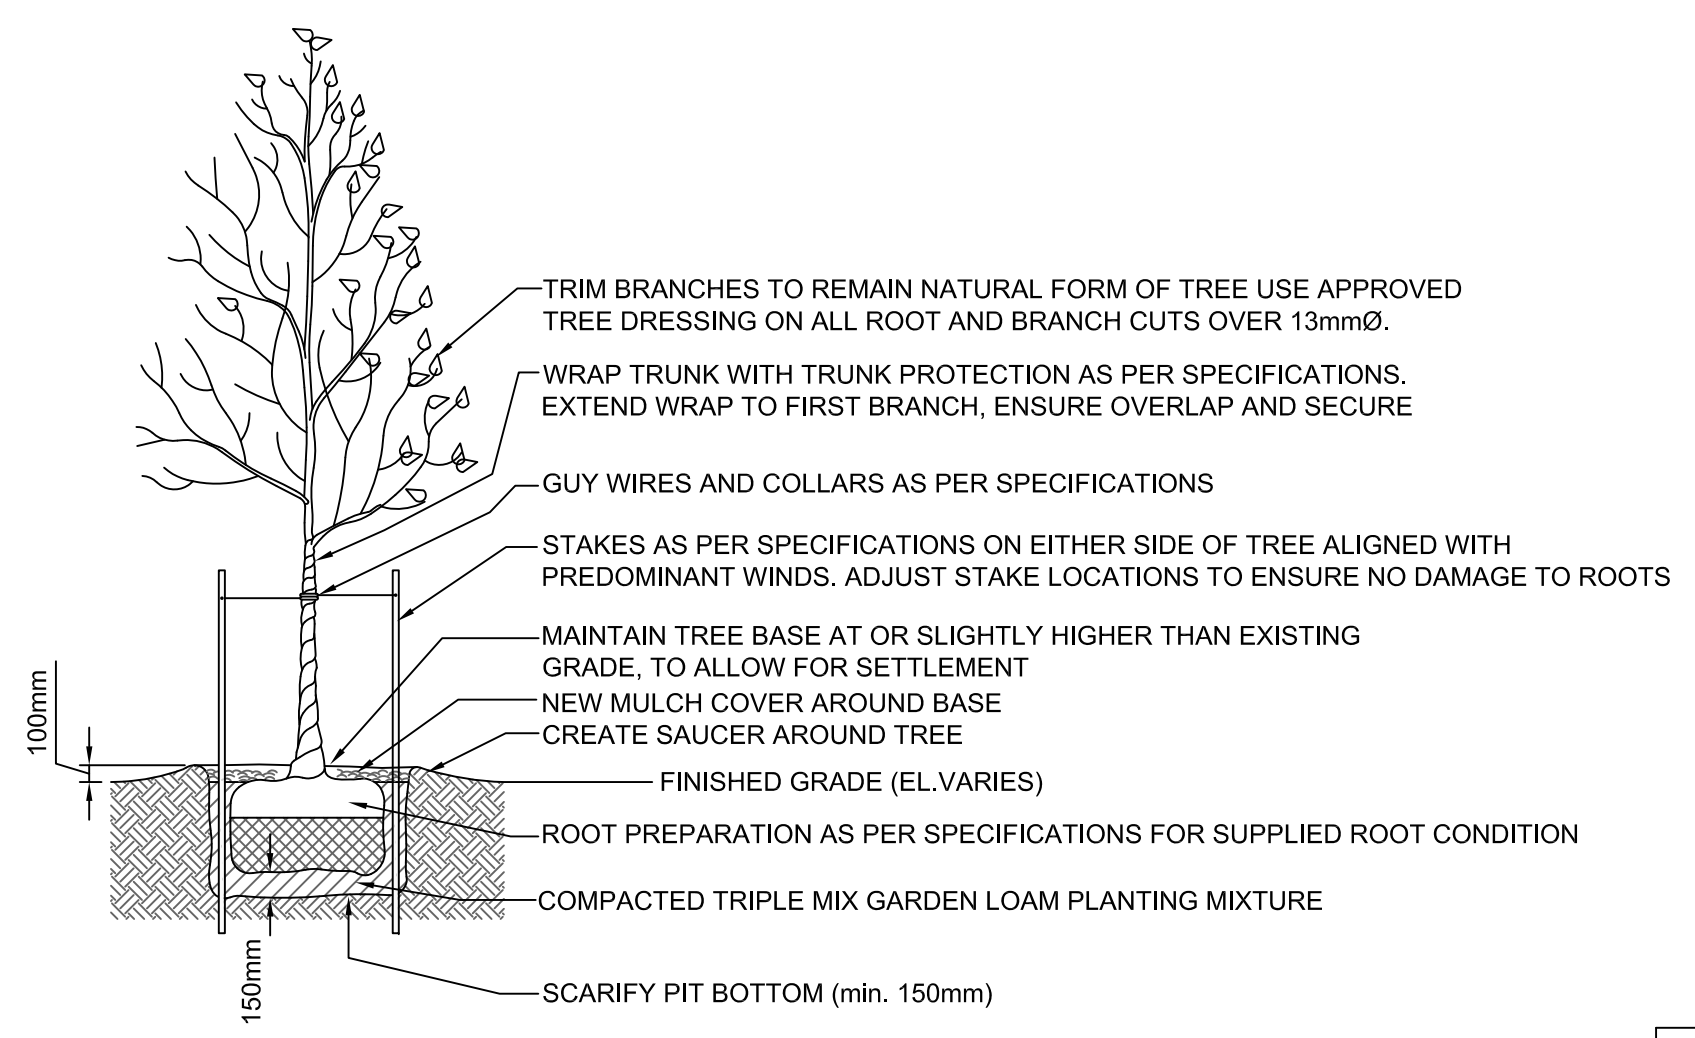 TRIM BRANCHES TO REMAIN NATURAL FORM OF TREE USE APPROVED
TREE DRESSING ON ALL ROOT AND BRANCH CUTS OVER 13mmØ.
WRAP TRUNK WITH TRUNK PROTECTION AS PER SPECIFICATIONS.
EXTEND WRAP TO FIRST BRANCH, ENSURE OVERLAP AND SECURE
GUY WIRES AND COLLARS AS PER SPECIFICATIONS
STAKES AS PER SPECIFICATIONS ON EITHER SIDE OF TREE ALIGNED WITH
PREDOMINANT WINDS. ADJUST STAKE LOCATIONS TO ENSURE NO DAMAGE TO ROOTS
MAINTAIN TREE BASE AT OR SLIGHTLY HIGHER THAN EXISTING
GRADE, TO ALLOW FOR SETTLEMENT
NEW MULCH COVER AROUND BASE
CREATE SAUCER AROUND TREE
100mm
FINISHED GRADE (EL.VARIES)
ROOT PREPARATION AS PER SPECIFICATIONS FOR SUPPLIED ROOT CONDITION
COMPACTED TRIPLE MIX GARDEN LOAM PLANTING MIXTURE
150mm
SCARIFY PIT BOTTOM (min. 150mm)